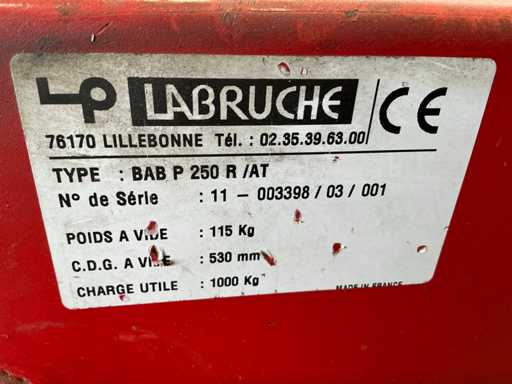 LP LABRUCHE CE
76170 LILLEBONNE Tél. : 02.35.39.63.00
TYPE : BAB P 250 R /AT
N° de Série : 11 - 003398 / 03 / 001
POIDS A VIDE : 115 Kg
C.D.G. A VIDE : 530 mm
CHARGE UTILE : 1000 Kg
MADE IN FRANCE